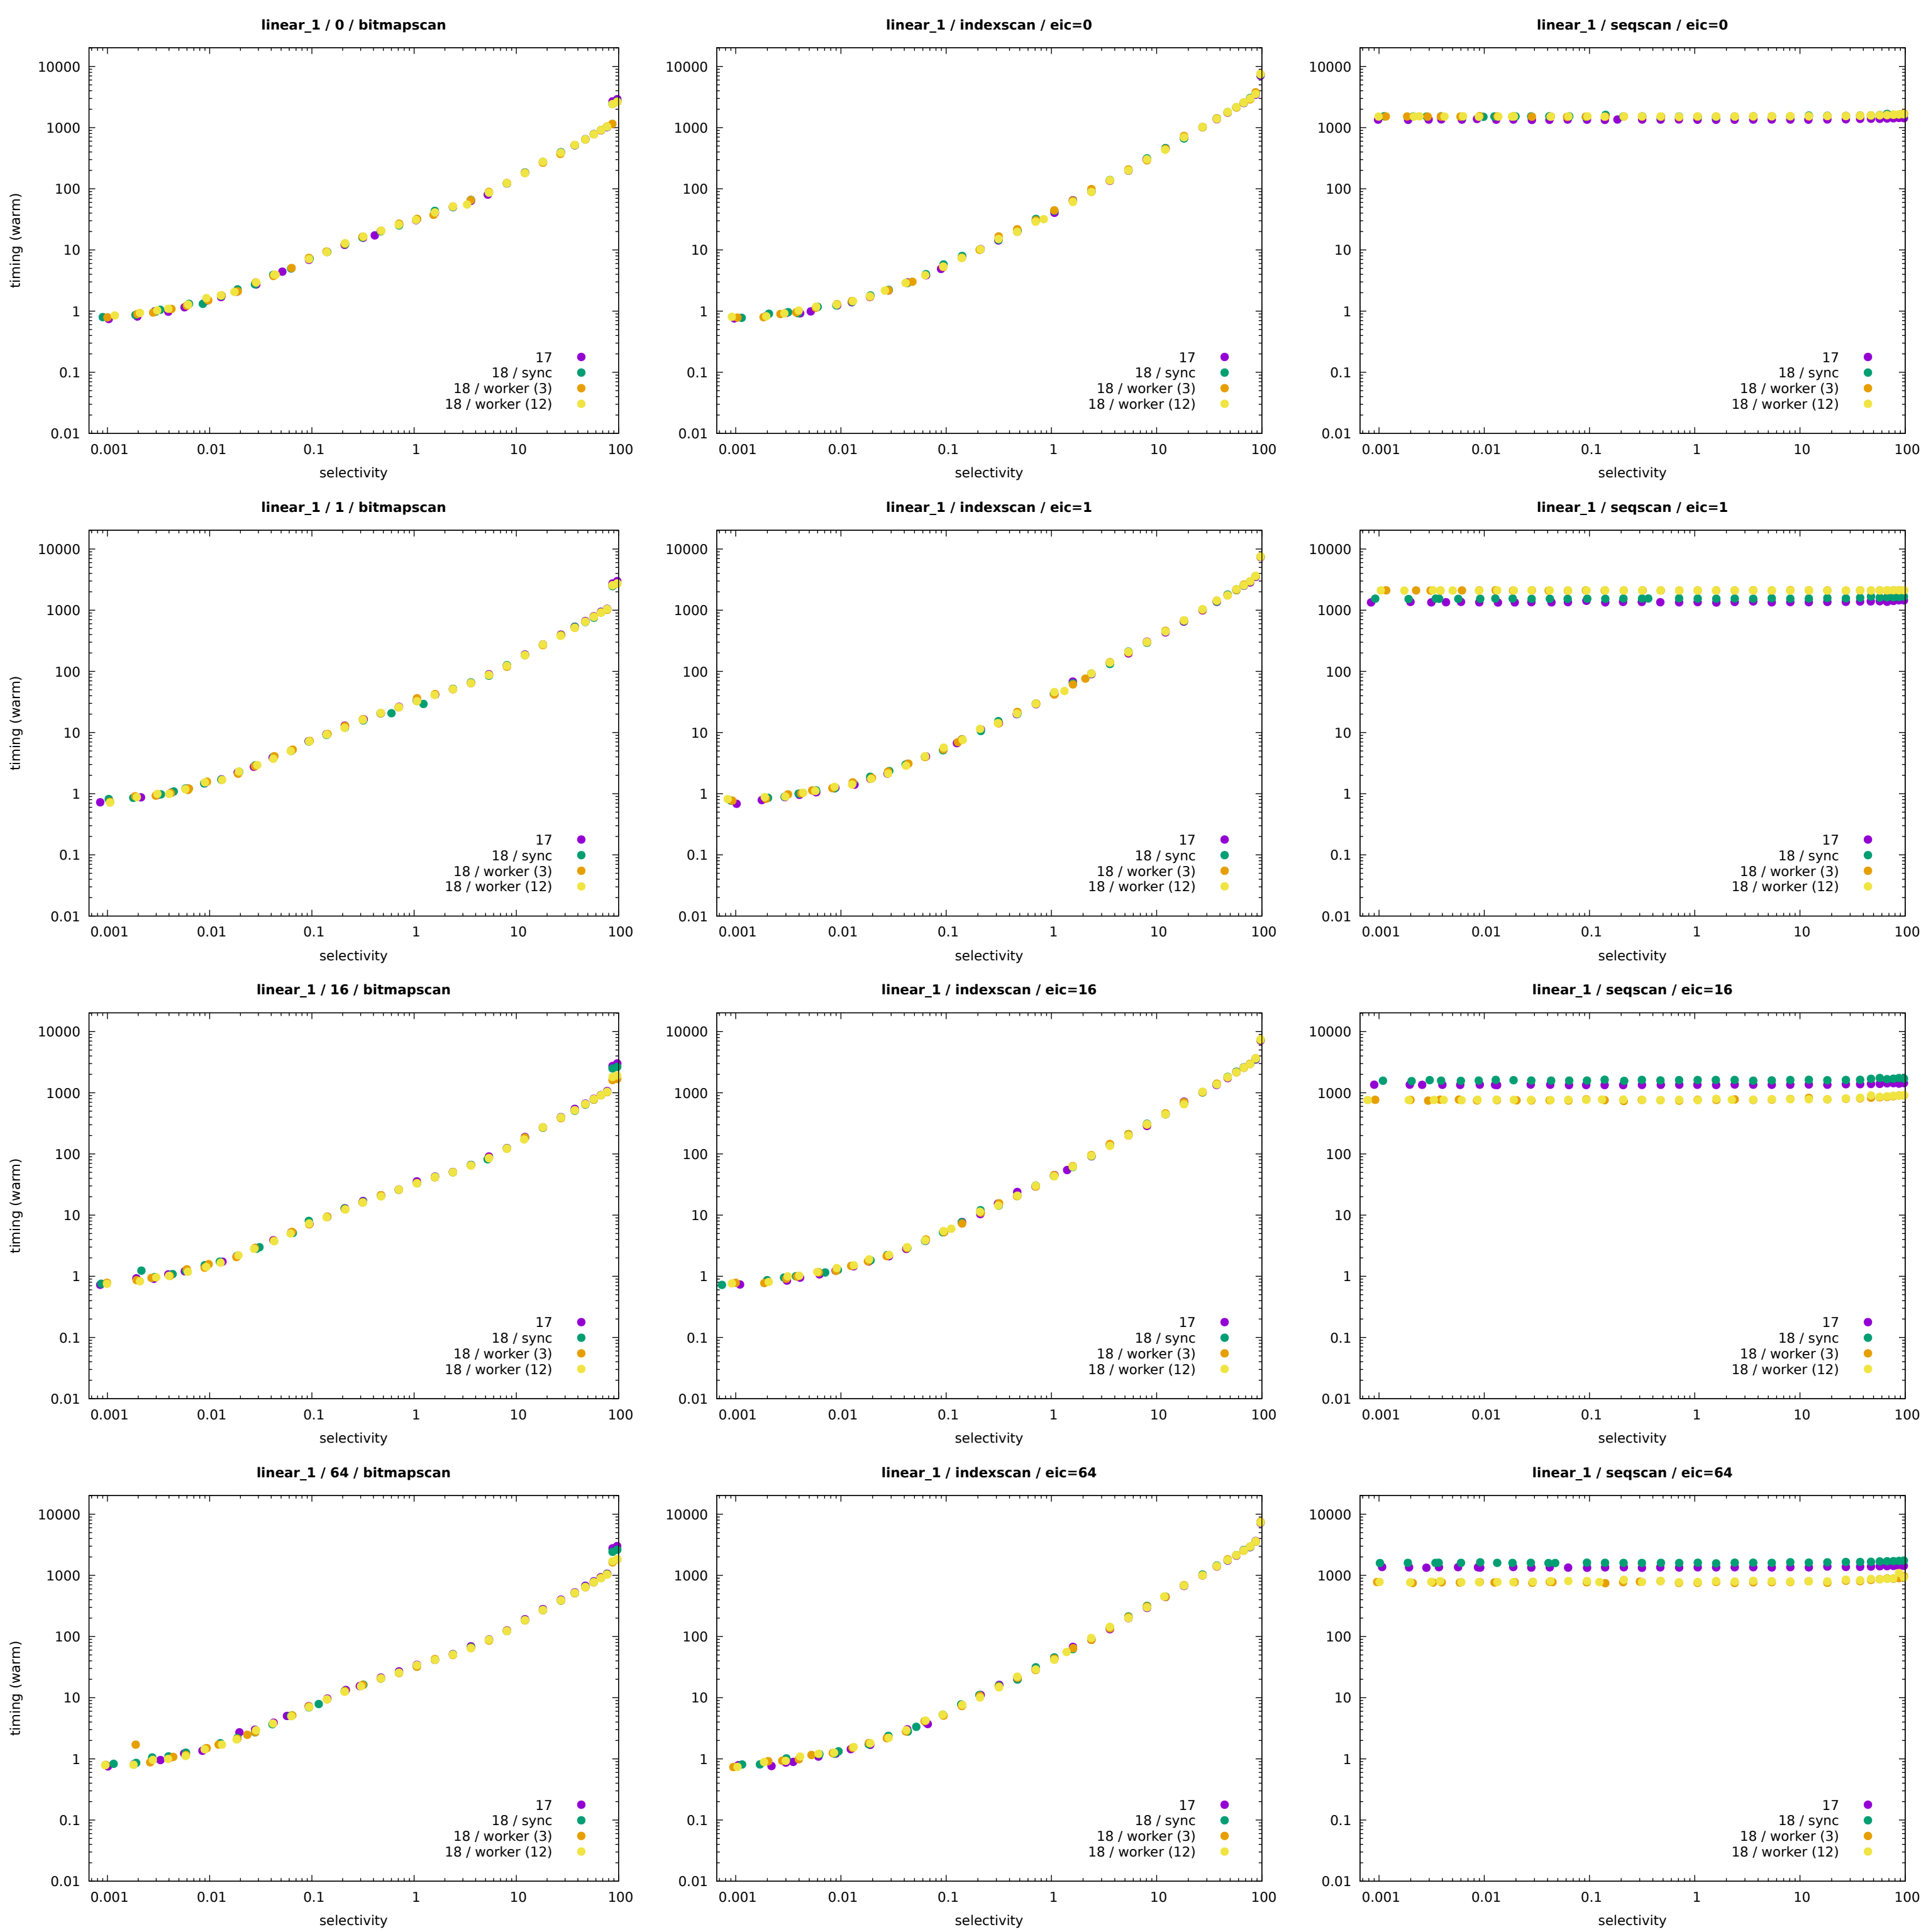 linear_1 / 0 / bitmapscan
timing (warm)
10000
1000
100
10
1
0.1
0.01
17
18 / sync
18 / worker (3)
18 / worker (12)
0.001 0.01 0.1 1 10 100
selectivity
linear_1 / indexscan / eic=0
10000
1000
100
10
1
0.1
0.01
17
18 / sync
18 / worker (3)
18 / worker (12)
0.001 0.01 0.1 1 10 100
selectivity
linear_1 / seqscan / eic=0
10000
1000
100
10
1
0.1
0.01
17
18 / sync
18 / worker (3)
18 / worker (12)
0.001 0.01 0.1 1 10 100
selectivity
linear_1 / 1 / bitmapscan
timing (warm)
10000
1000
100
10
1
0.1
0.01
17
18 / sync
18 / worker (3)
18 / worker (12)
0.001 0.01 0.1 1 10 100
selectivity
linear_1 / indexscan / eic=1
10000
1000
100
10
1
0.1
0.01
17
18 / sync
18 / worker (3)
18 / worker (12)
0.001 0.01 0.1 1 10 100
selectivity
linear_1 / seqscan / eic=1
10000
1000
100
10
1
0.1
0.01
17
18 / sync
18 / worker (3)
18 / worker (12)
0.001 0.01 0.1 1 10 100
selectivity
linear_1 / 16 / bitmapscan
timing (warm)
10000
1000
100
10
1
0.1
0.01
17
18 / sync
18 / worker (3)
18 / worker (12)
0.001 0.01 0.1 1 10 100
selectivity
linear_1 / indexscan / eic=16
10000
1000
100
10
1
0.1
0.01
17
18 / sync
18 / worker (3)
18 / worker (12)
0.001 0.01 0.1 1 10 100
selectivity
linear_1 / seqscan / eic=16
10000
1000
100
10
1
0.1
0.01
17
18 / sync
18 / worker (3)
18 / worker (12)
0.001 0.01 0.1 1 10 100
selectivity
linear_1 / 64 / bitmapscan
timing (warm)
10000
1000
100
10
1
0.1
0.01
17
18 / sync
18 / worker (3)
18 / worker (12)
0.001 0.01 0.1 1 10 100
selectivity
linear_1 / indexscan / eic=64
10000
1000
100
10
1
0.1
0.01
17
18 / sync
18 / worker (3)
18 / worker (12)
0.001 0.01 0.1 1 10 100
selectivity
linear_1 / seqscan / eic=64
10000
1000
100
10
1
0.1
0.01
17
18 / sync
18 / worker (3)
18 / worker (12)
0.001 0.01 0.1 1 10 100
selectivity